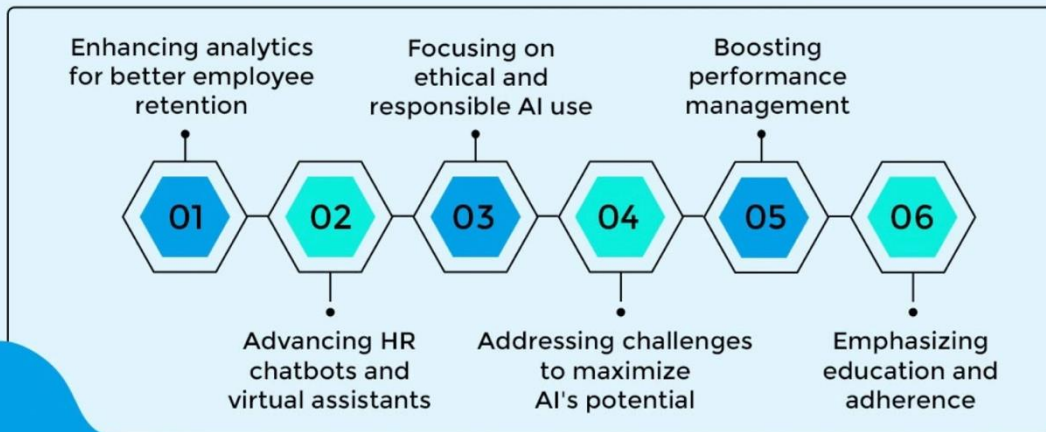 01
Enhancing analytics
for better employee
retention
02
Advancing HR
chatbots and
virtual assistants
03
Focusing on
ethical and
responsible AI use
04
Addressing challenges
to maximize
AI's potential
05
Boosting
performance
management
06
Emphasizing
education and
adherence